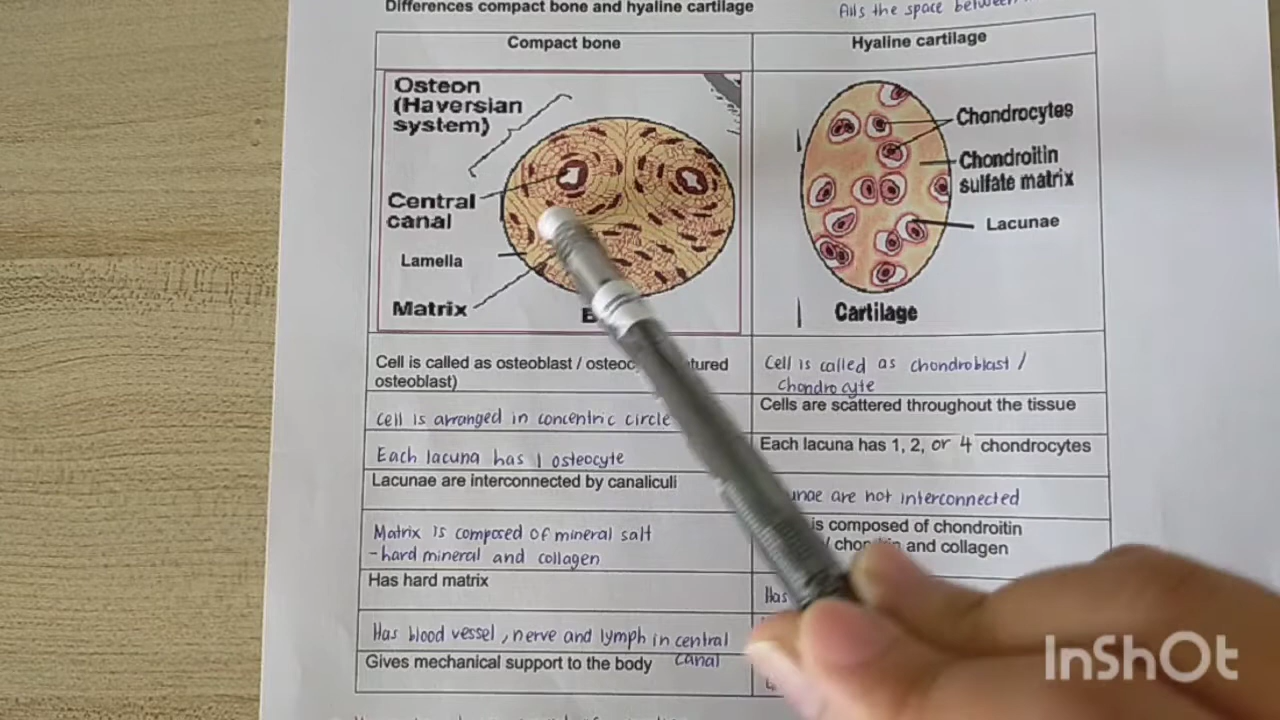 Differences compact bone and hyaline cartilage
fills the space between
Compact bone
Hyaline cartilage
Osteon
(Haversian
system)
Central
canal
Lamella
Matrix
Chondrocytes
Chondroitin
sulfate matrix
Lacunae
Cartilage
Cell is called as osteoblast /
osteoblast)
Cell is called as chondroblast /
chondrocyte
Cell is arranged in concentric circle
Cells are scattered throughout the tissue
Each lacuna has 1 osteocyte
Each lacuna has 1, 2, or 4 chondrocytes
Lacunae are interconnected by canaliculi
are not interconnected
Matrix is composed of mineral salt
-hard mineral and collagen
is composed of chondroitin
and collagen
Has hard matrix
Has
Has blood vessel, nerve and lymph in central
canal
Gives mechanical support to the body
InShOt